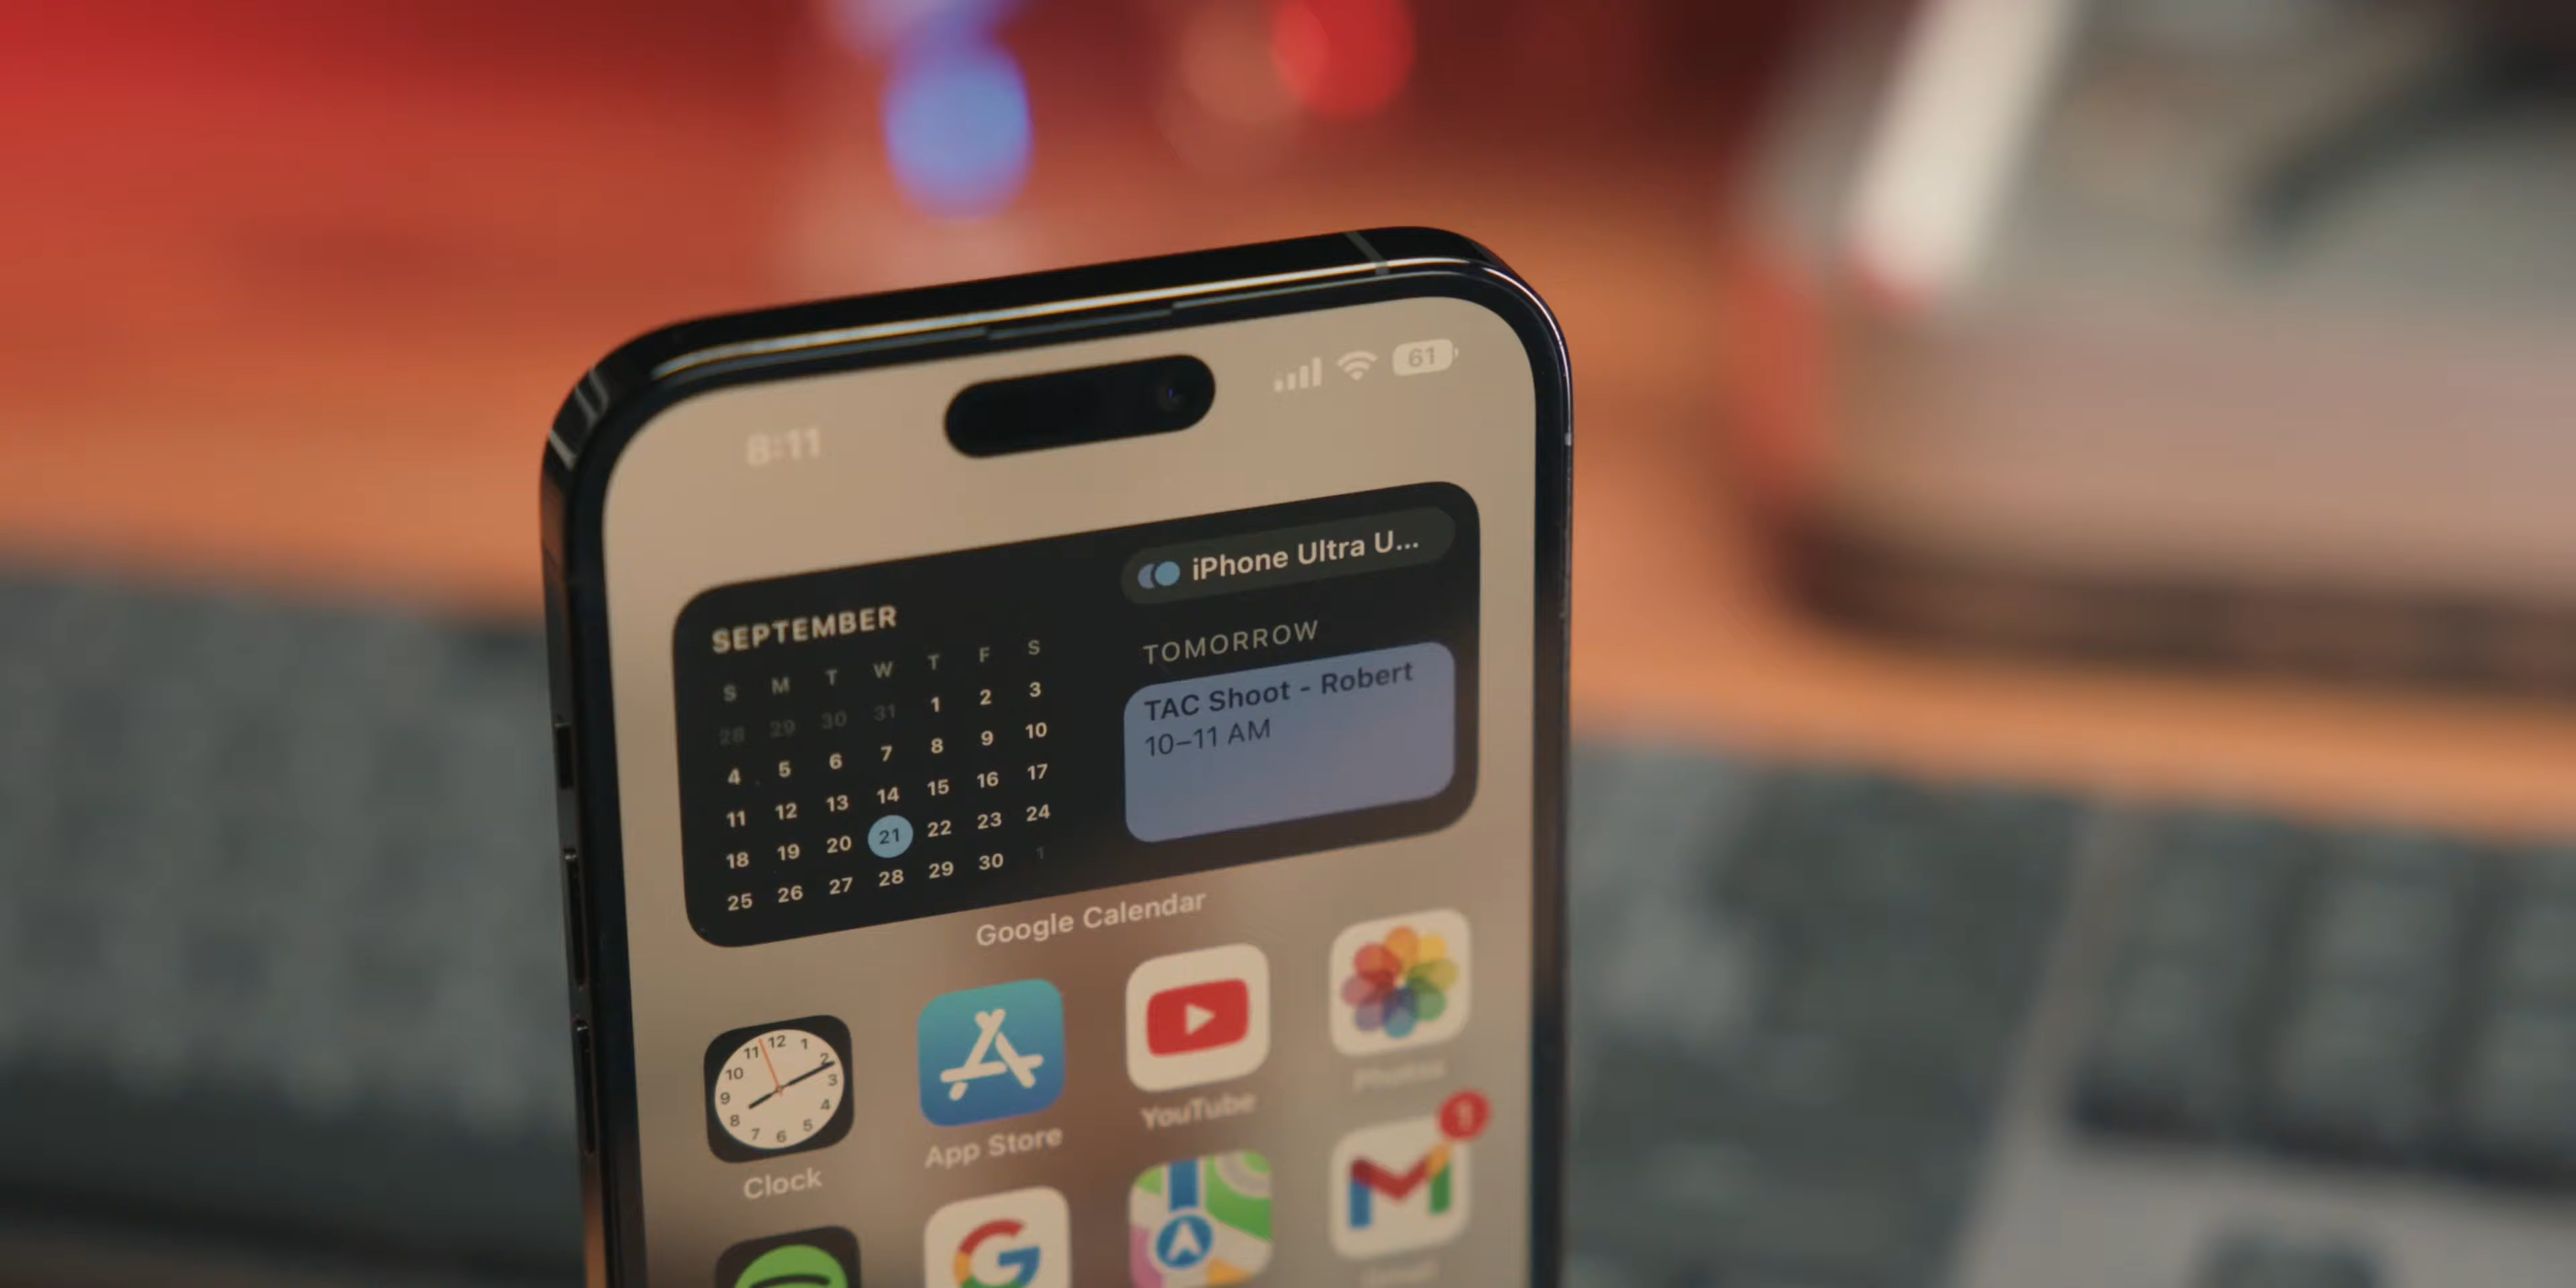 8:11
61
iPhone Ultra U...
SEPTEMBER
S M T W T F S
28 29 30 31 1 2 3
4 5 6 7 8 9 10
11 12 13 14 15 16 17
18 19 20 21 22 23 24
25 26 27 28 29 30 1
TOMORROW
TAC Shoot - Robert
10–11 AM
Google Calendar
12
1
2
3
4
5
6
7
8
9
10
11
Clock
App Store
YouTube
Photos
1
Gmail